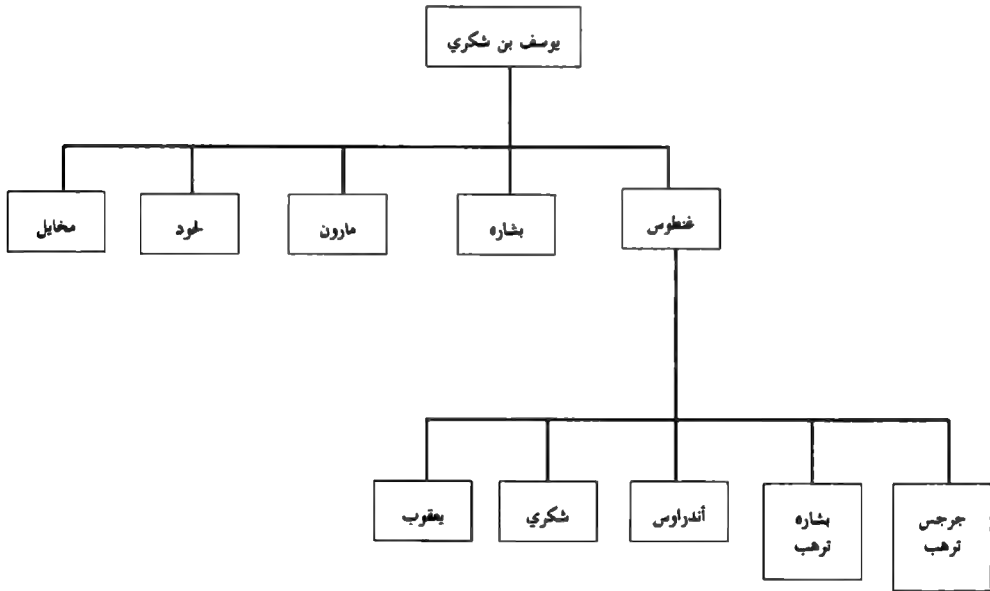 يوسف بن شكري
غنطوس
بشاره
مارون
لحود
مخايل
جرجس
ترهب
بشاره
ترهب
أندراوس
شكري
يعقوب